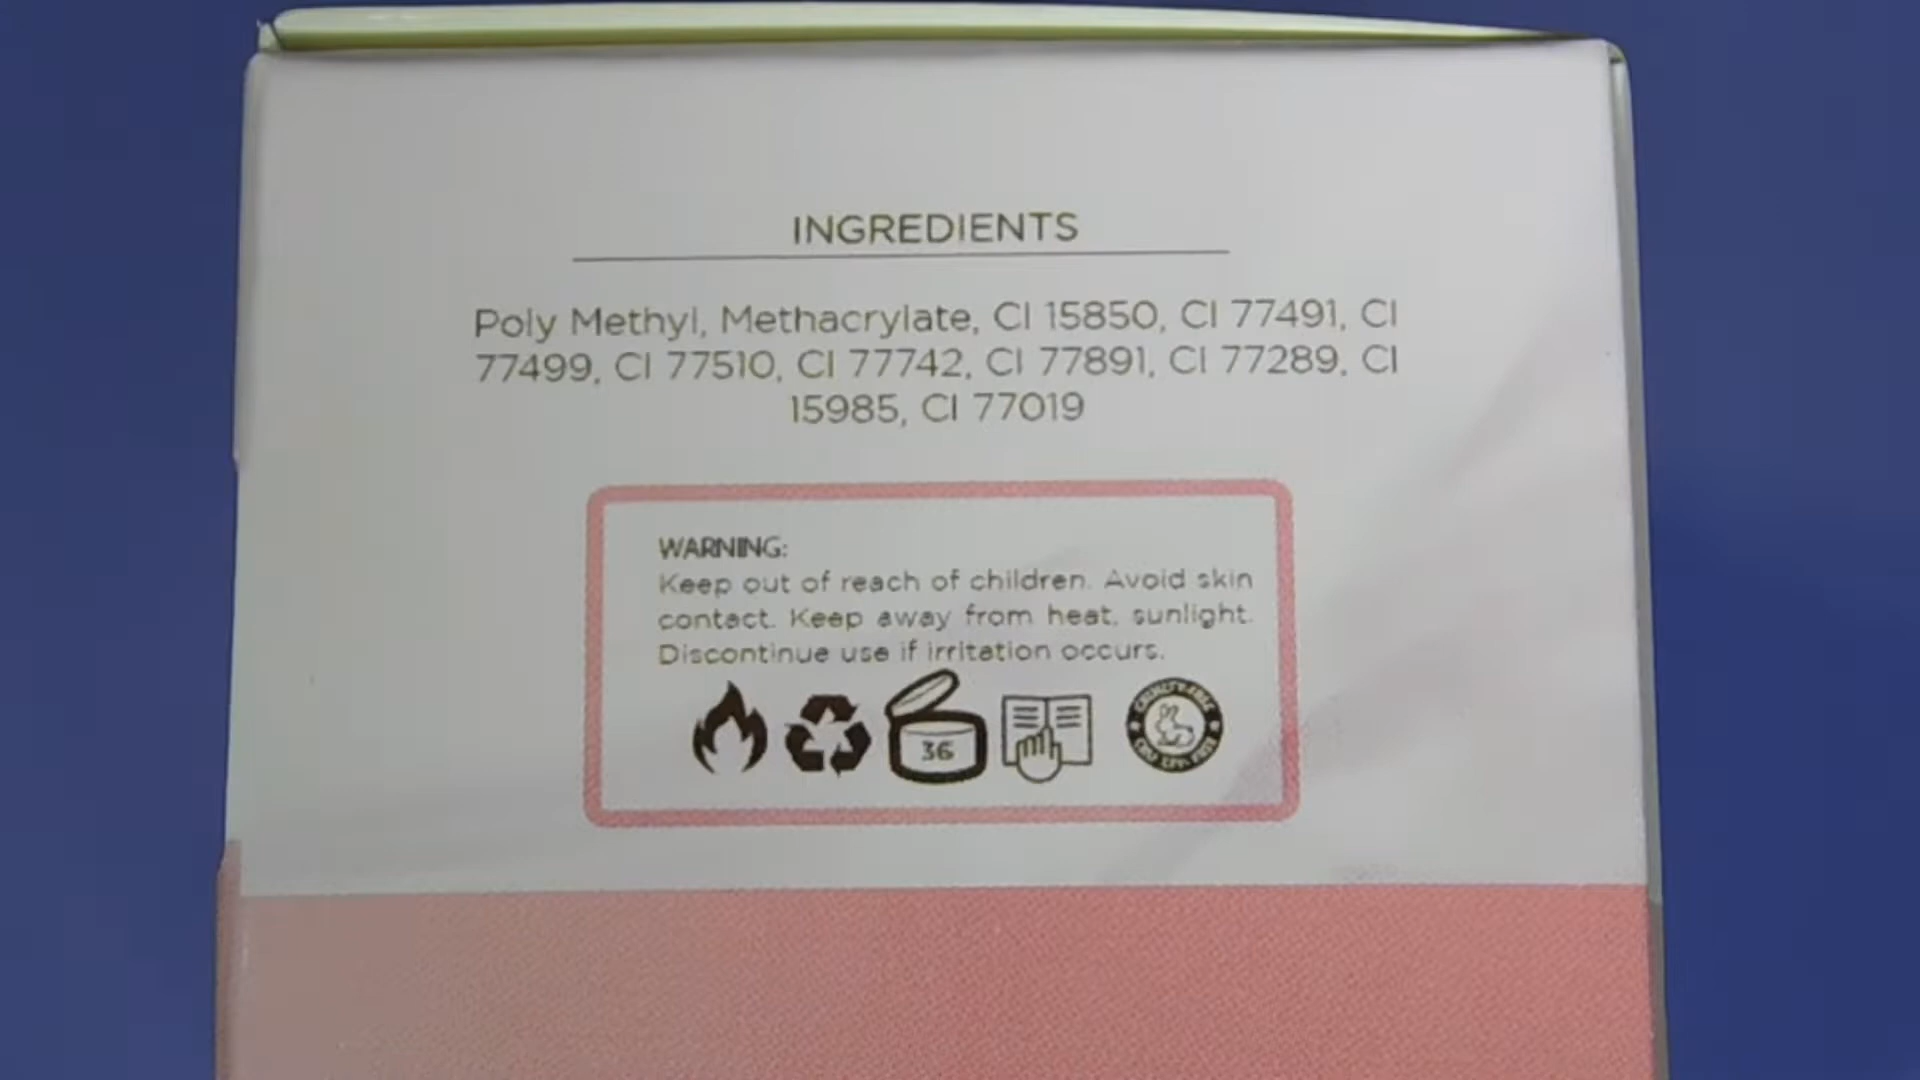 INGREDIENTS
Poly Methyl, Methacrylate, CI 15850, CI 77491, CI
77499, CI 77510, CI 77742, CI 77891, CI 77289, CI
15985, CI 77019
WARNING:
Keep out of reach of children. Avoid skin
contact. Keep away from heat, sunlight.
Discontinue use if irritation occurs.
36
CRUELTY-FREE